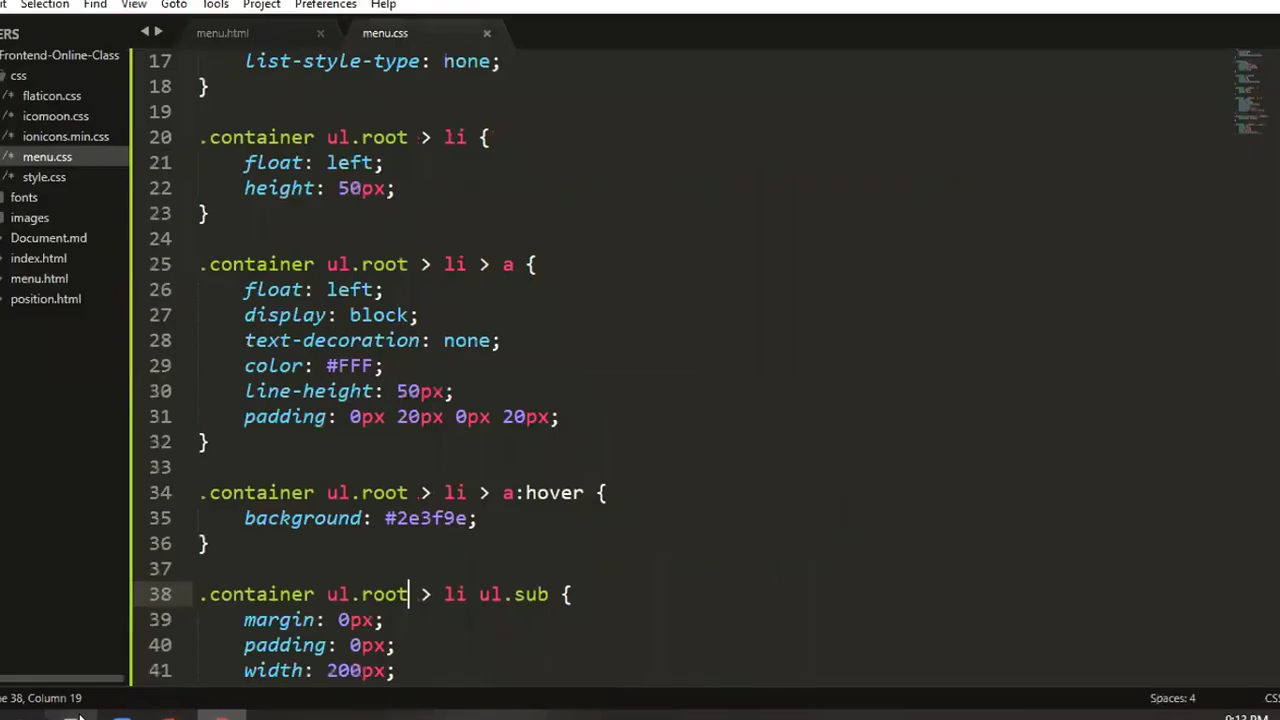 Selection Find View Goto Tools Project Preferences Help
menu.html × menu.css ×
Frontend-Online-Class
css
flaticon.css
icomoon.css
ionicons.min.css
menu.css
style.css
fonts
images
Document.md
index.html
menu.html
position.html
17 list-style-type: none;
18 }
19
20 .container ul.root > li {
21 float: left;
22 height: 50px;
23 }
24
25 .container ul.root > li > a {
26 float: left;
27 display: block;
28 text-decoration: none;
29 color: #FFF;
30 line-height: 50px;
31 padding: 0px 20px 0px 20px;
32 }
33
34 .container ul.root > li > a:hover {
35 background: #2e3f9e;
36 }
37
38 .container ul.root > li ul.sub {
39 margin: 0px;
40 padding: 0px;
41 width: 200px;
38, Column 19 Spaces: 4
9:13 PM